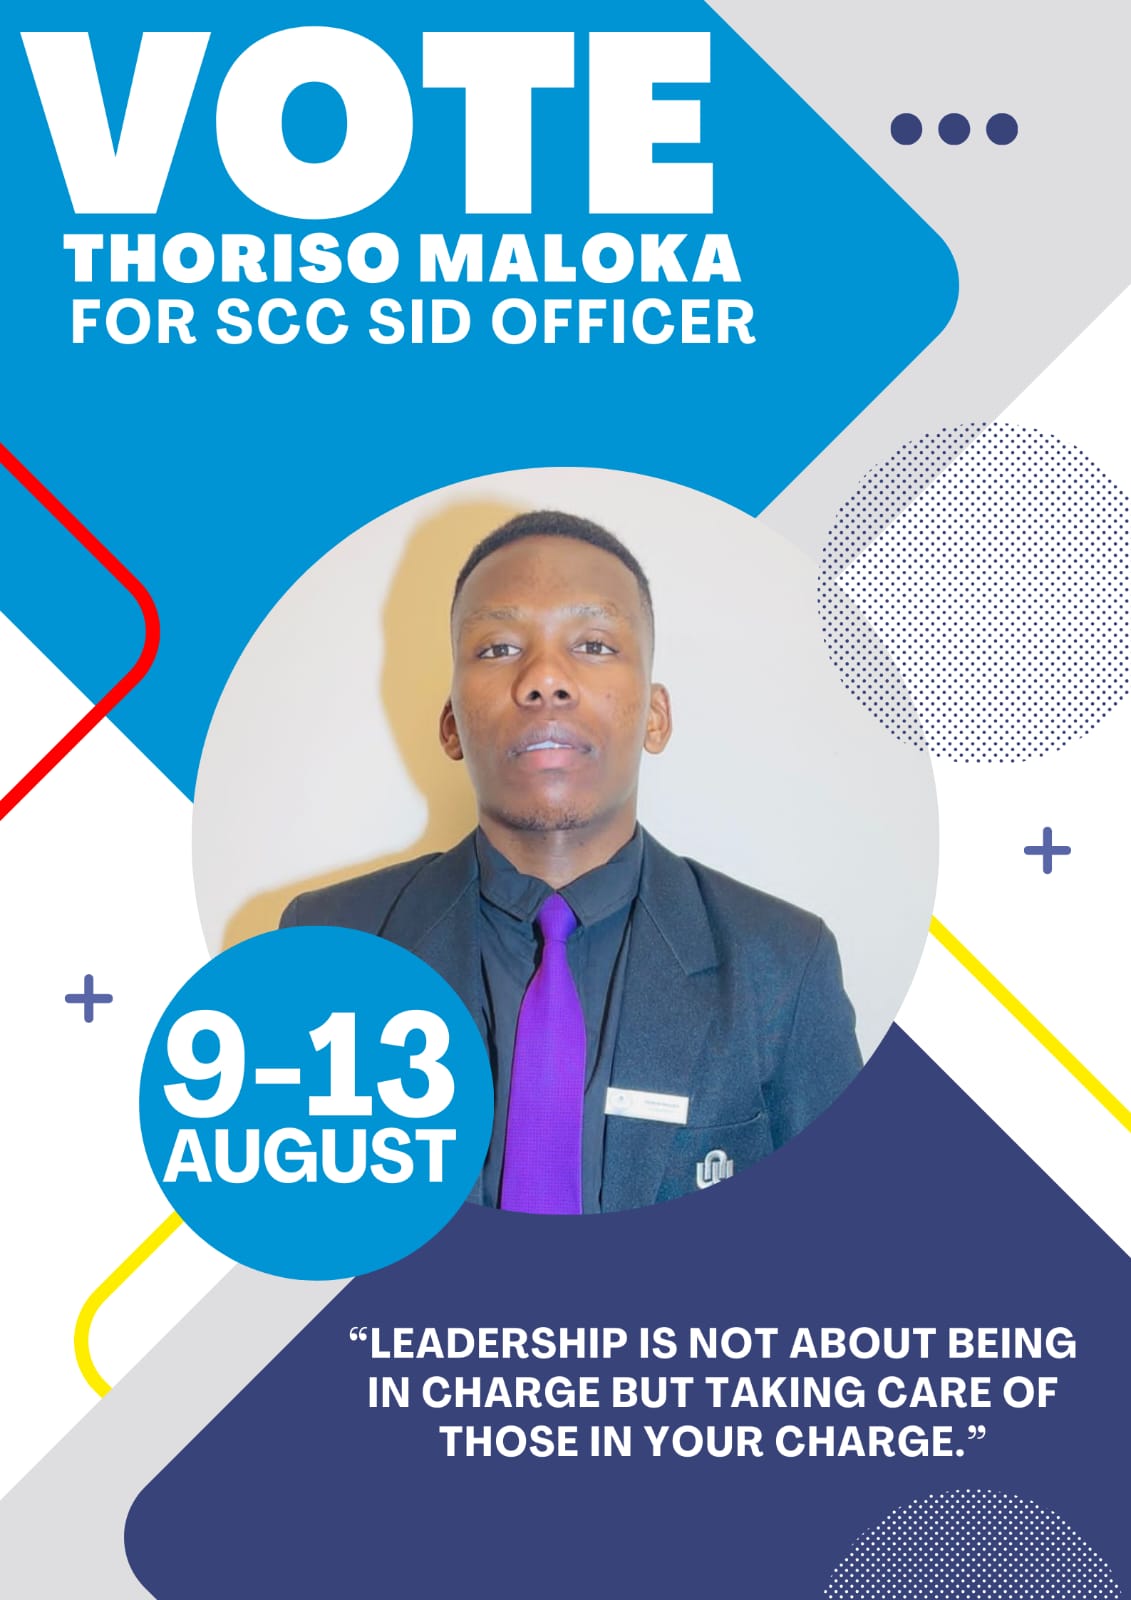 VOTE
THORISO MALOKA
FOR SCC SID OFFICER
9-13
AUGUST
“LEADERSHIP IS NOT ABOUT BEING
IN CHARGE BUT TAKING CARE OF
THOSE IN YOUR CHARGE.”